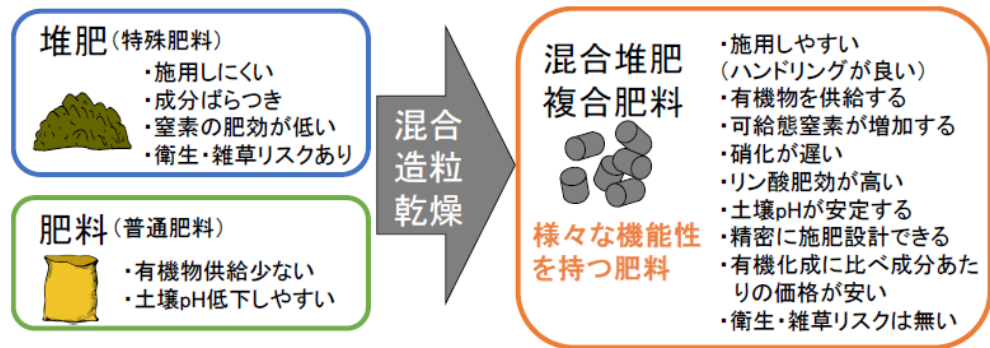 堆肥(特殊肥料)
・施用しにくい
・成分ばらつき
・窒素の肥効が低い
・衛生・雑草リスクあり
肥料(普通肥料)
・有機物供給少ない
・土壌pH低下しやすい
混合
造粒
乾燥
混合堆肥
複合肥料
様々な機能性
を持つ肥料
・施用しやすい
(ハンドリングが良い)
・有機物を供給する
・可給態窒素が増加する
・硝化が遅い
・リン酸肥効が高い
・土壌pHが安定する
・精密に施肥設計できる
・有機化成に比べ成分あた
りの価格が安い
・衛生・雑草リスクは無い